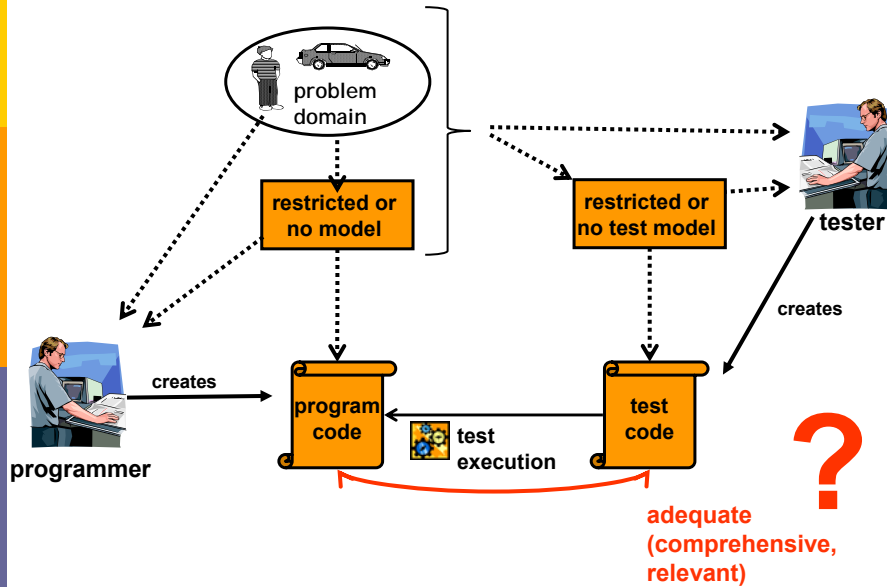 problem
domain
restricted or
no model
restricted or
no test model
tester
creates
creates
programmer
program
code
test
execution
test
code
?
adequate
(comprehensive,
relevant)